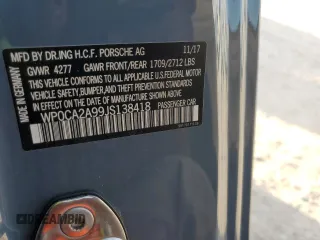 MFD BY DR.ING H.C.F. PORSCHE AG 11/17
GVWR 4277 GAWR FRONT/REAR 1709/2712 LBS
THIS VEHICLE CONFORMS TO ALL APPLICABLE
U.S. FEDERAL MOTOR
VEHICLE SAFETY, BUMPER, AND THEFT PREVENTION
STANDARDS IN EFFECT ON THE DATE OF
MANUFACTURE SHOWN ABOVE.
WP0CA2A99JS138418 PASSENGER CAR
MADE IN GERMANY